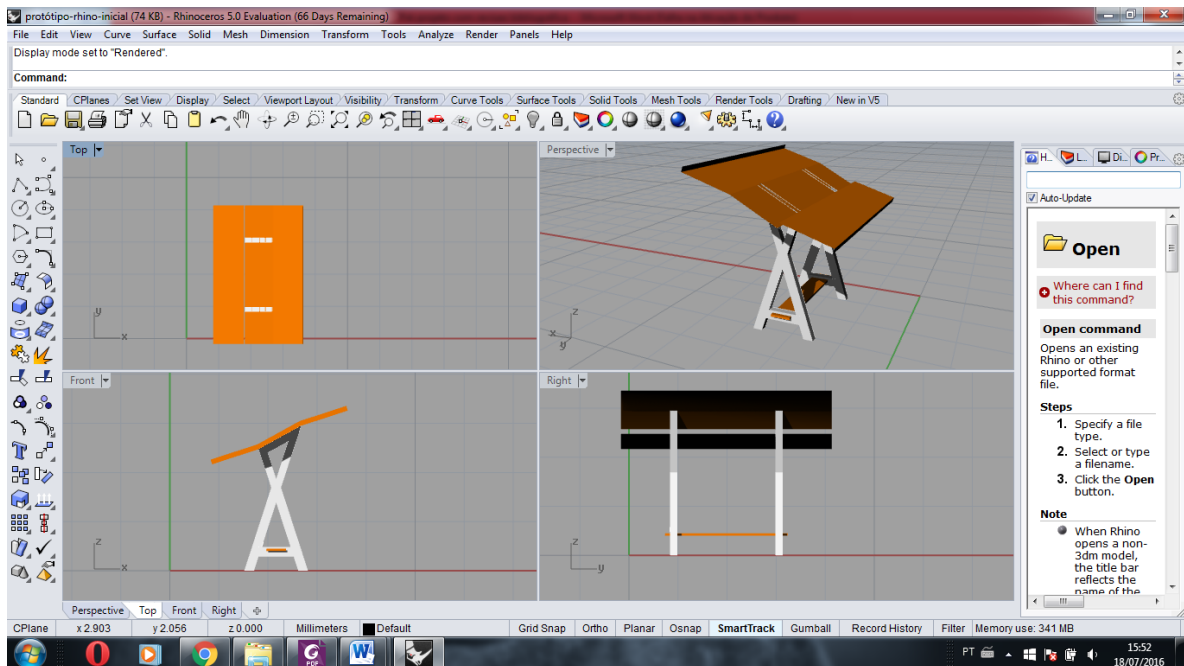 protótipo-rhino-inicial (74 KB) - Rhinoceros 5.0 Evaluation (66 Days Remaining)
File Edit View Curve Surface Solid Mesh Dimension Transform Tools Analyze Render Panels Help
Display mode set to "Rendered".
Command:
Standard CPlanes Set View Display Select Viewport Layout Visibility Transform Curve Tools Surface Tools Solid Tools Mesh Tools Render Tools Drafting New in V5
Top
y
x
Perspective
z
x
y
Front
z
x
Right
z
y
H... L... Di... Pr...
Auto-Update
Open
Where can I find
this command?
Open command
Opens an existing
Rhino or other
supported format
file.
Steps
1. Specify a file
type.
2. Select or type
a filename.
3. Click the Open
button.
Note
When Rhino
opens a non-
3dm model,
the title bar
reflects the
name of the
Perspective Top Front Right
CPlane x 2.903 y 2.056 z 0.000 Millimeters Default Grid Snap Ortho Planar Osnap SmartTrack Gumball Record History Filter Memory use: 341 MB
PDF
W
PT
15:52
18/07/2016